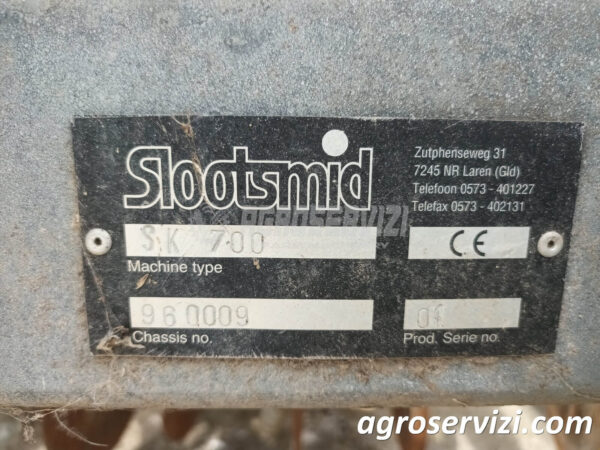 Slootsmid
Zutphenseweg 31
7245 NR Laren (Gld)
Telefoon 0573 - 401227
Telefax 0573 - 402131
AGROSERVIZI
SK 700
CE
Machine type
960009
Chassis no.
Prod. Serie no.
agroservizi.com